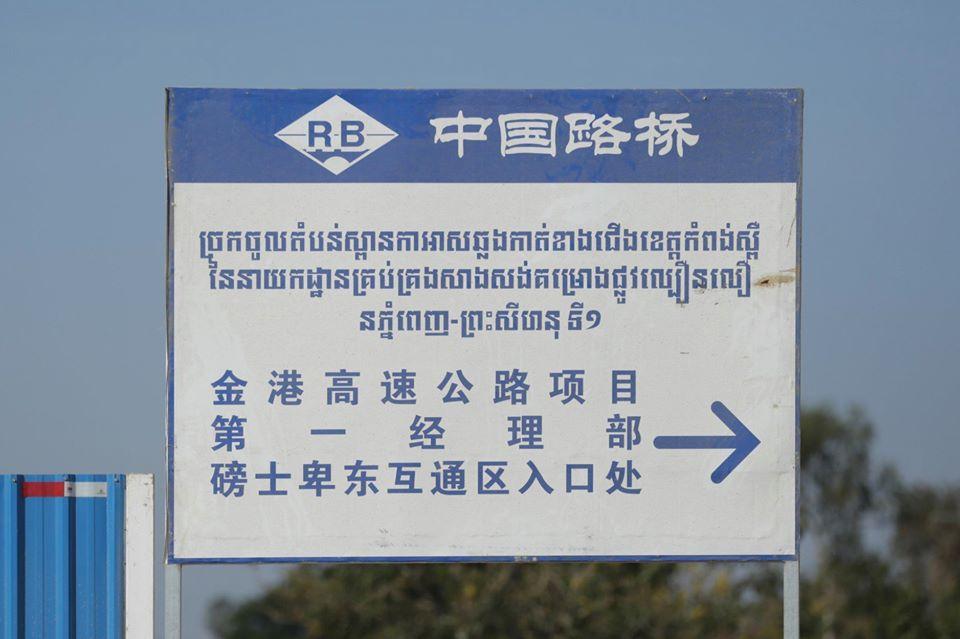 RB 中国路桥
ច្រកចូលតំបន់ស្ពានកាអាសឆ្លងកាត់ខាងជើងខេត្តកំពង់ស្ពឺ
នៃនាយកដ្ឋានគ្រប់គ្រងសាងសង់គម្រោងផ្លូវល្បឿនលឿ
នភ្នំពេញ-ព្រះសីហនុ ទី១
金港高速公路项目
第一经理部
磅士卑东互通区入口处